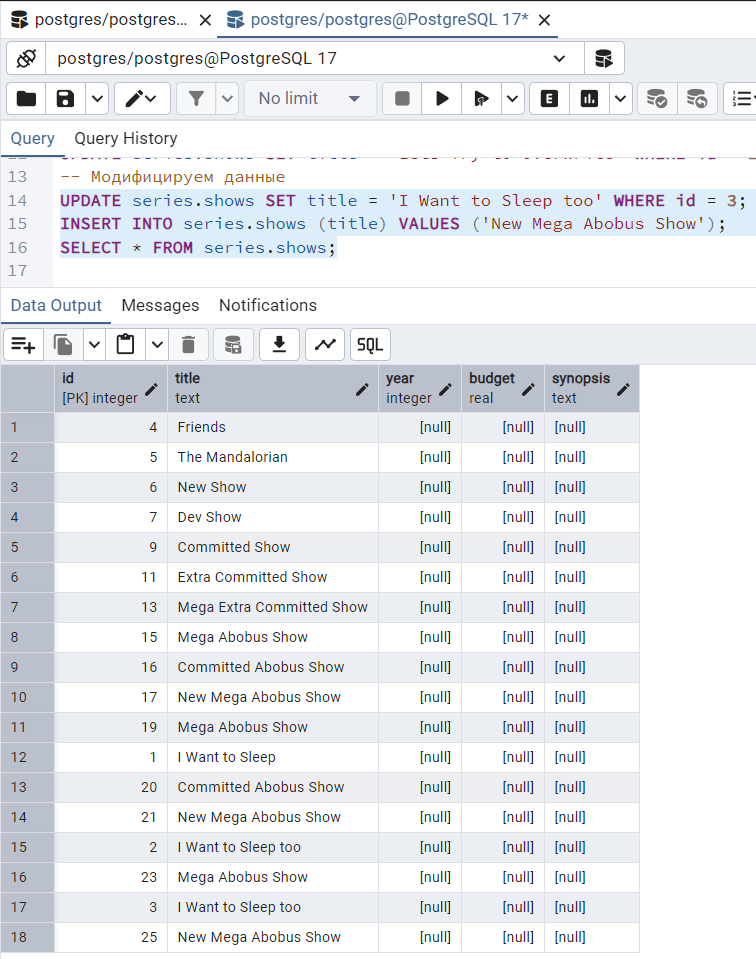 postgres/postgres...
postgres/postgres@PostgreSQL 17*
postgres/postgres@PostgreSQL 17
No limit
E
Query
Query History
13 -- Модифицируем данные
14 UPDATE series.shows SET title = 'I Want to Sleep too' WHERE id = 3;
15 INSERT INTO series.shows (title) VALUES ('New Mega Abobus Show');
16 SELECT * FROM series.shows;
17
Data Output
Messages
Notifications
SQL
id title year budget synopsis
[PK] integer text integer real text
1 4 Friends [null] [null] [null]
2 5 The Mandalorian [null] [null] [null]
3 6 New Show [null] [null] [null]
4 7 Dev Show [null] [null] [null]
5 9 Committed Show [null] [null] [null]
6 11 Extra Committed Show [null] [null] [null]
7 13 Mega Extra Committed Show [null] [null] [null]
8 15 Mega Abobus Show [null] [null] [null]
9 16 Committed Abobus Show [null] [null] [null]
10 17 New Mega Abobus Show [null] [null] [null]
11 19 Mega Abobus Show [null] [null] [null]
12 1 I Want to Sleep [null] [null] [null]
13 20 Committed Abobus Show [null] [null] [null]
14 21 New Mega Abobus Show [null] [null] [null]
15 2 I Want to Sleep too [null] [null] [null]
16 23 Mega Abobus Show [null] [null] [null]
17 3 I Want to Sleep too [null] [null] [null]
18 25 New Mega Abobus Show [null] [null] [null]